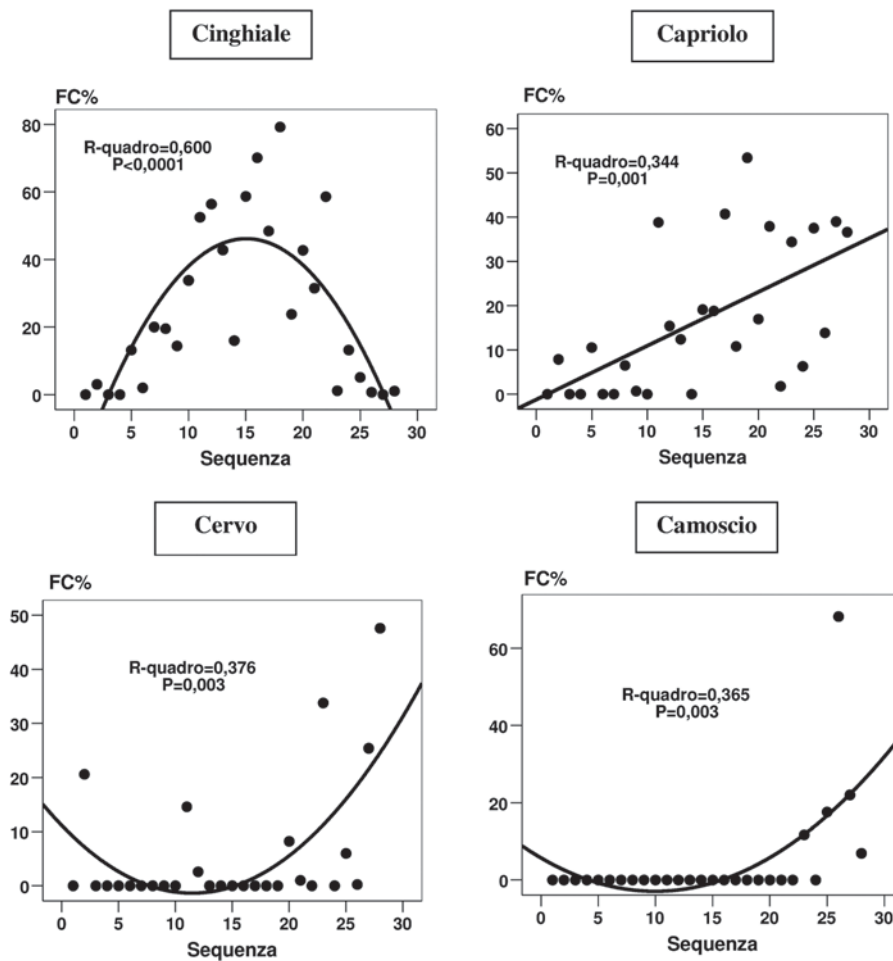 Cinghiale
FC%
R-quadro=0,600
P<0,0001
80
60
40
20
0
0 5 10 15 20 25 30
Sequenza
Capriolo
FC%
R-quadro=0,344
P=0,001
60
50
40
30
20
10
0
0 5 10 15 20 25 30
Sequenza
Cervo
FC%
R-quadro=0,376
P=0,003
50
40
30
20
10
0
0 5 10 15 20 25 30
Sequenza
Camoscio
FC%
R-quadro=0,365
P=0,003
60
40
20
0
0 5 10 15 20 25 30
Sequenza